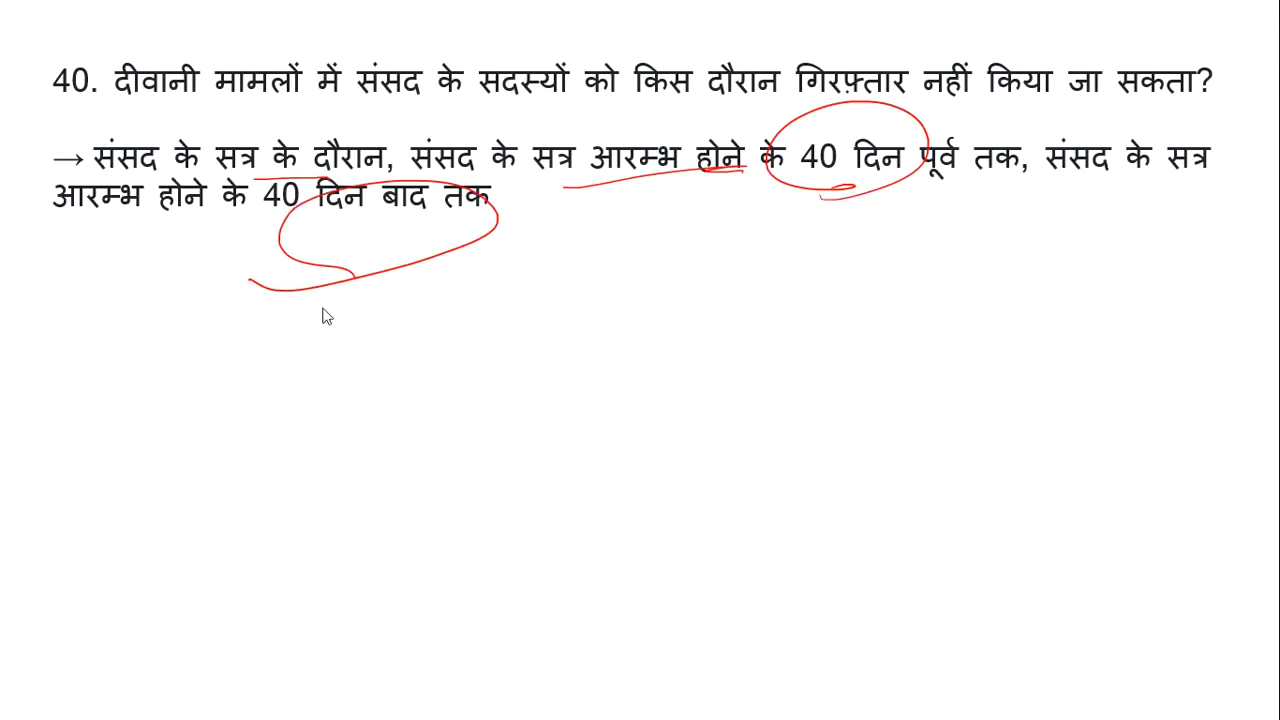 40. दीवानी मामलों में संसद के सदस्यों को किस दौरान गिरफ़्तार नहीं किया जा सकता?
→ संसद के सत्र के दौरान, संसद के सत्र आरम्भ होने के 40 दिन पूर्व तक, संसद के सत्र
आरम्भ होने के 40 दिन बाद तक